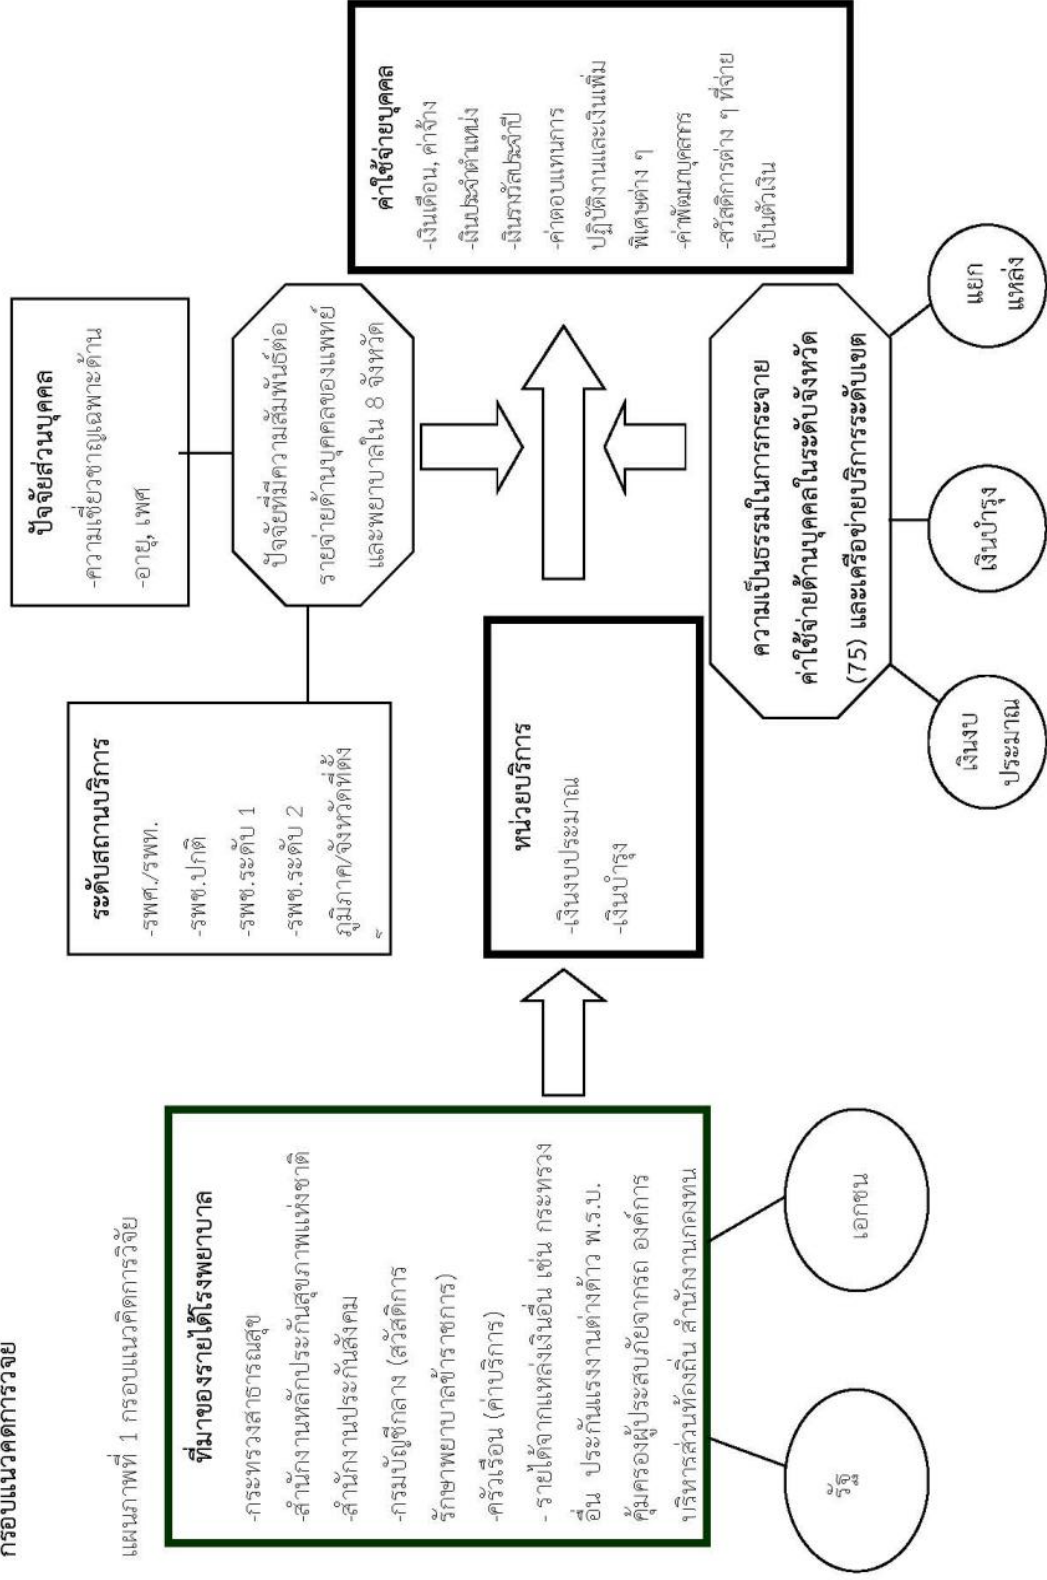 กรอบแนวคิดการวิจัย
แผนภาพที่ 1 กรอบแนวคิดการวิจัย
ที่มาของรายได้โรงพยาบาล
-กระทรวงสาธารณสุข
-สำนักงานหลักประกันสุขภาพแห่งชาติ
-สำนักงานประกันสังคม
-กรมบัญชีกลาง (สวัสดิการ
รักษาพยาบาลข้าราชการ)
-ครัวเรือน (ค่าบริการ)
- รายได้จากแหล่งเงินอื่น เช่น กระทรวง
อื่น ประกันแรงงานต่างด้าว พ.ร.บ.
คุ้มครองผู้ประสบภัยจากรถ องค์การ
บริหารส่วนท้องถิ่น สำนักงานกองทุน
รัฐ
เอกชน
ระดับสถานบริการ
-รพศ./รพท.
-รพช.ปกติ
-รพช.ระดับ 1
-รพช.ระดับ 2
ภูมิภาค/จังหวัดที่ตั้ง
หน่วยบริการ
-เงินงบประมาณ
-เงินบำรุง
ปัจจัยส่วนบุคคล
-ความเชี่ยวชาญเฉพาะด้าน
-อายุ, เพศ
ปัจจัยที่มีความสัมพันธ์ต่อ
รายจ่ายด้านบุคคลของแพทย์
และพยาบาลใน 8 จังหวัด
ความเป็นธรรมในการกระจาย
ค่าใช้จ่ายด้านบุคคลในระดับจังหวัด
(75) และเครือข่ายบริการระดับเขต
เงินงบ
ประมาณ
เงินบำรุง
แยก
แหล่ง
ค่าใช้จ่ายบุคคล
-เงินเดือน, ค่าจ้าง
-เงินประจำตำแหน่ง
-เงินรางวัลประจำปี
-ค่าตอบแทนการ
ปฏิบัติงานและเงินเพิ่ม
พิเศษต่าง ๆ
-ค่าพัฒนาบุคลากร
-สวัสดิการต่าง ๆ ที่จ่าย
เป็นตัวเงิน